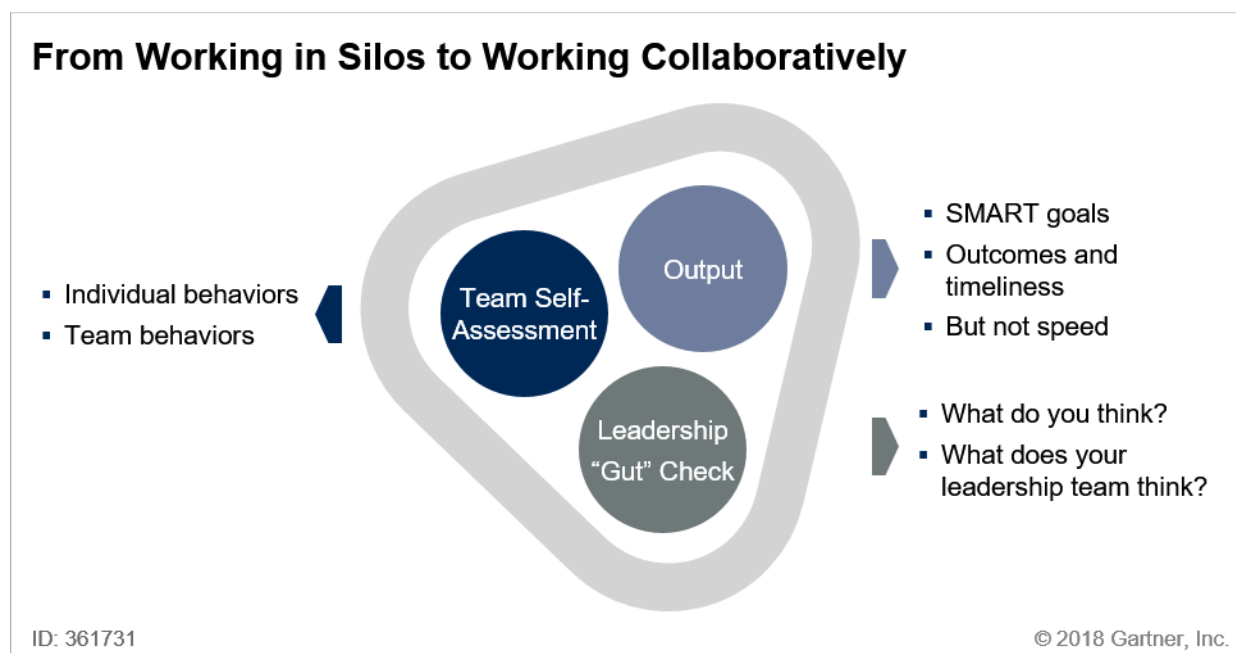 From Working in Silos to Working Collaboratively
▪ Individual behaviors
▪ Team behaviors
Team Self-
Assessment
Output
Leadership
“Gut” Check
▪ SMART goals
▪ Outcomes and
timeliness
▪ But not speed
▪ What do you think?
▪ What does your
leadership team think?
ID: 361731
© 2018 Gartner, Inc.